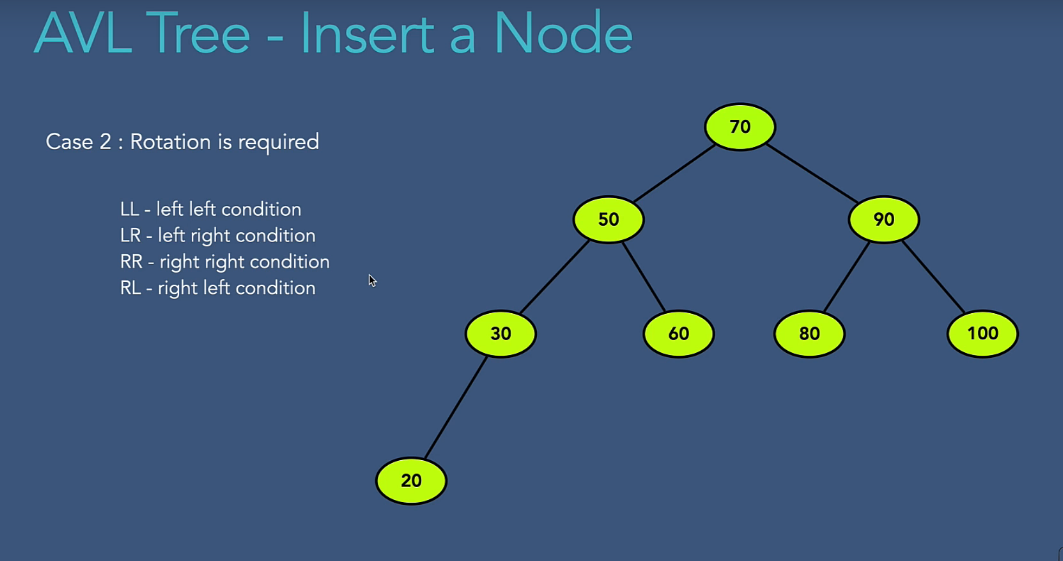 AVL Tree - Insert a Node
Case 2 : Rotation is required
LL - left left condition
LR - left right condition
RR - right right condition
RL - right left condition
70
50
90
30
60
80
100
20